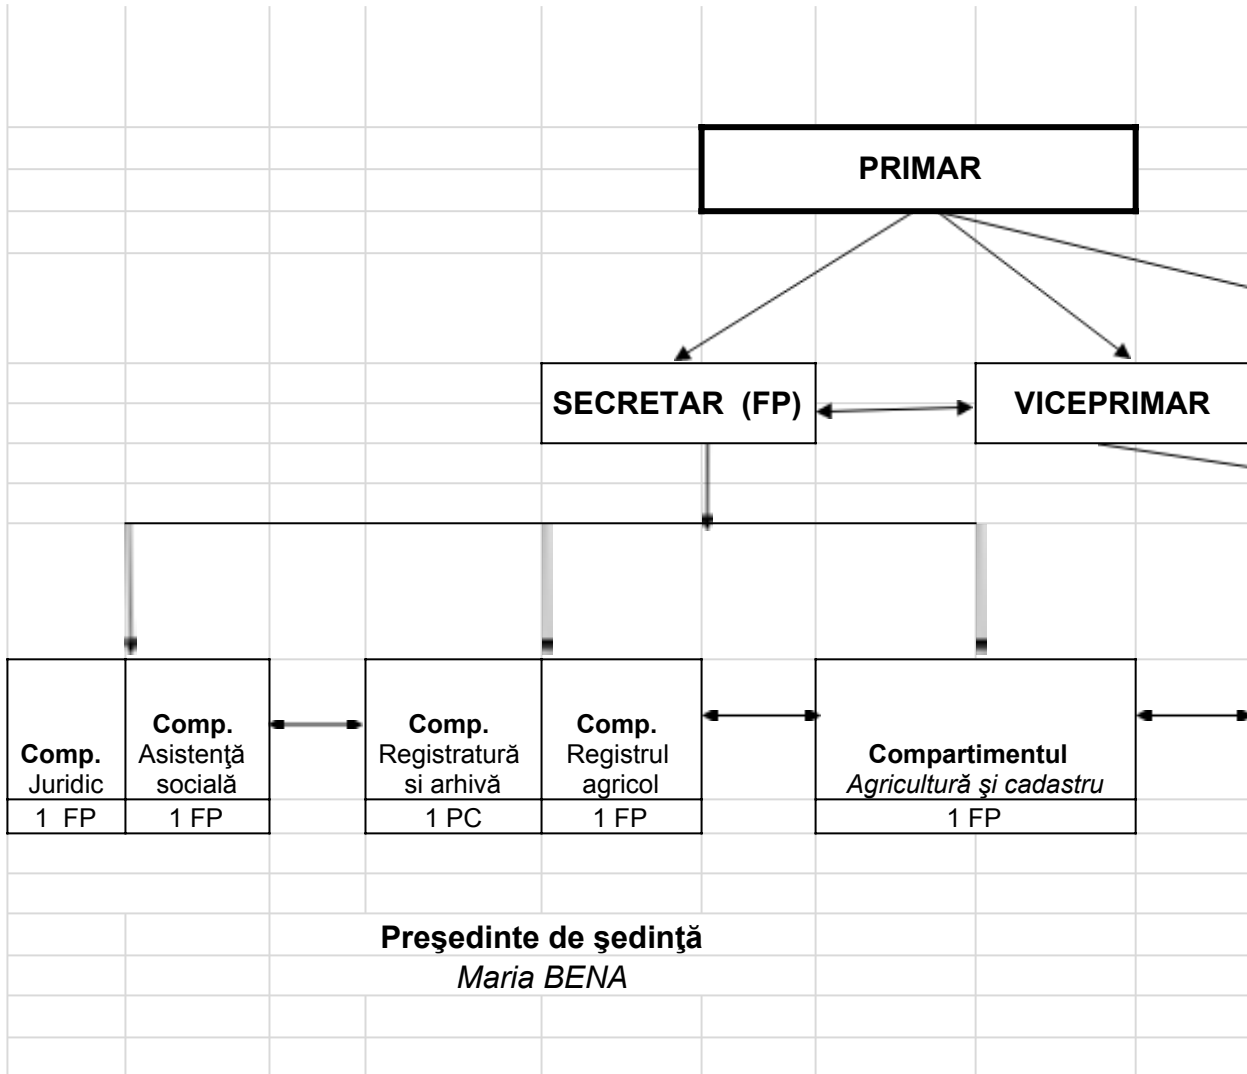 PRIMAR
SECRETAR (FP)
VICEPRIMAR
Comp.
Juridic
1 FP
Comp.
Asistenţă
socială
1 FP
Comp.
Registratură
si arhivă
1 PC
Comp.
Registrul
agricol
1 FP
Compartimentul
Agricultură şi cadastru
1 FP
Preşedinte de şedinţă
Maria BENA